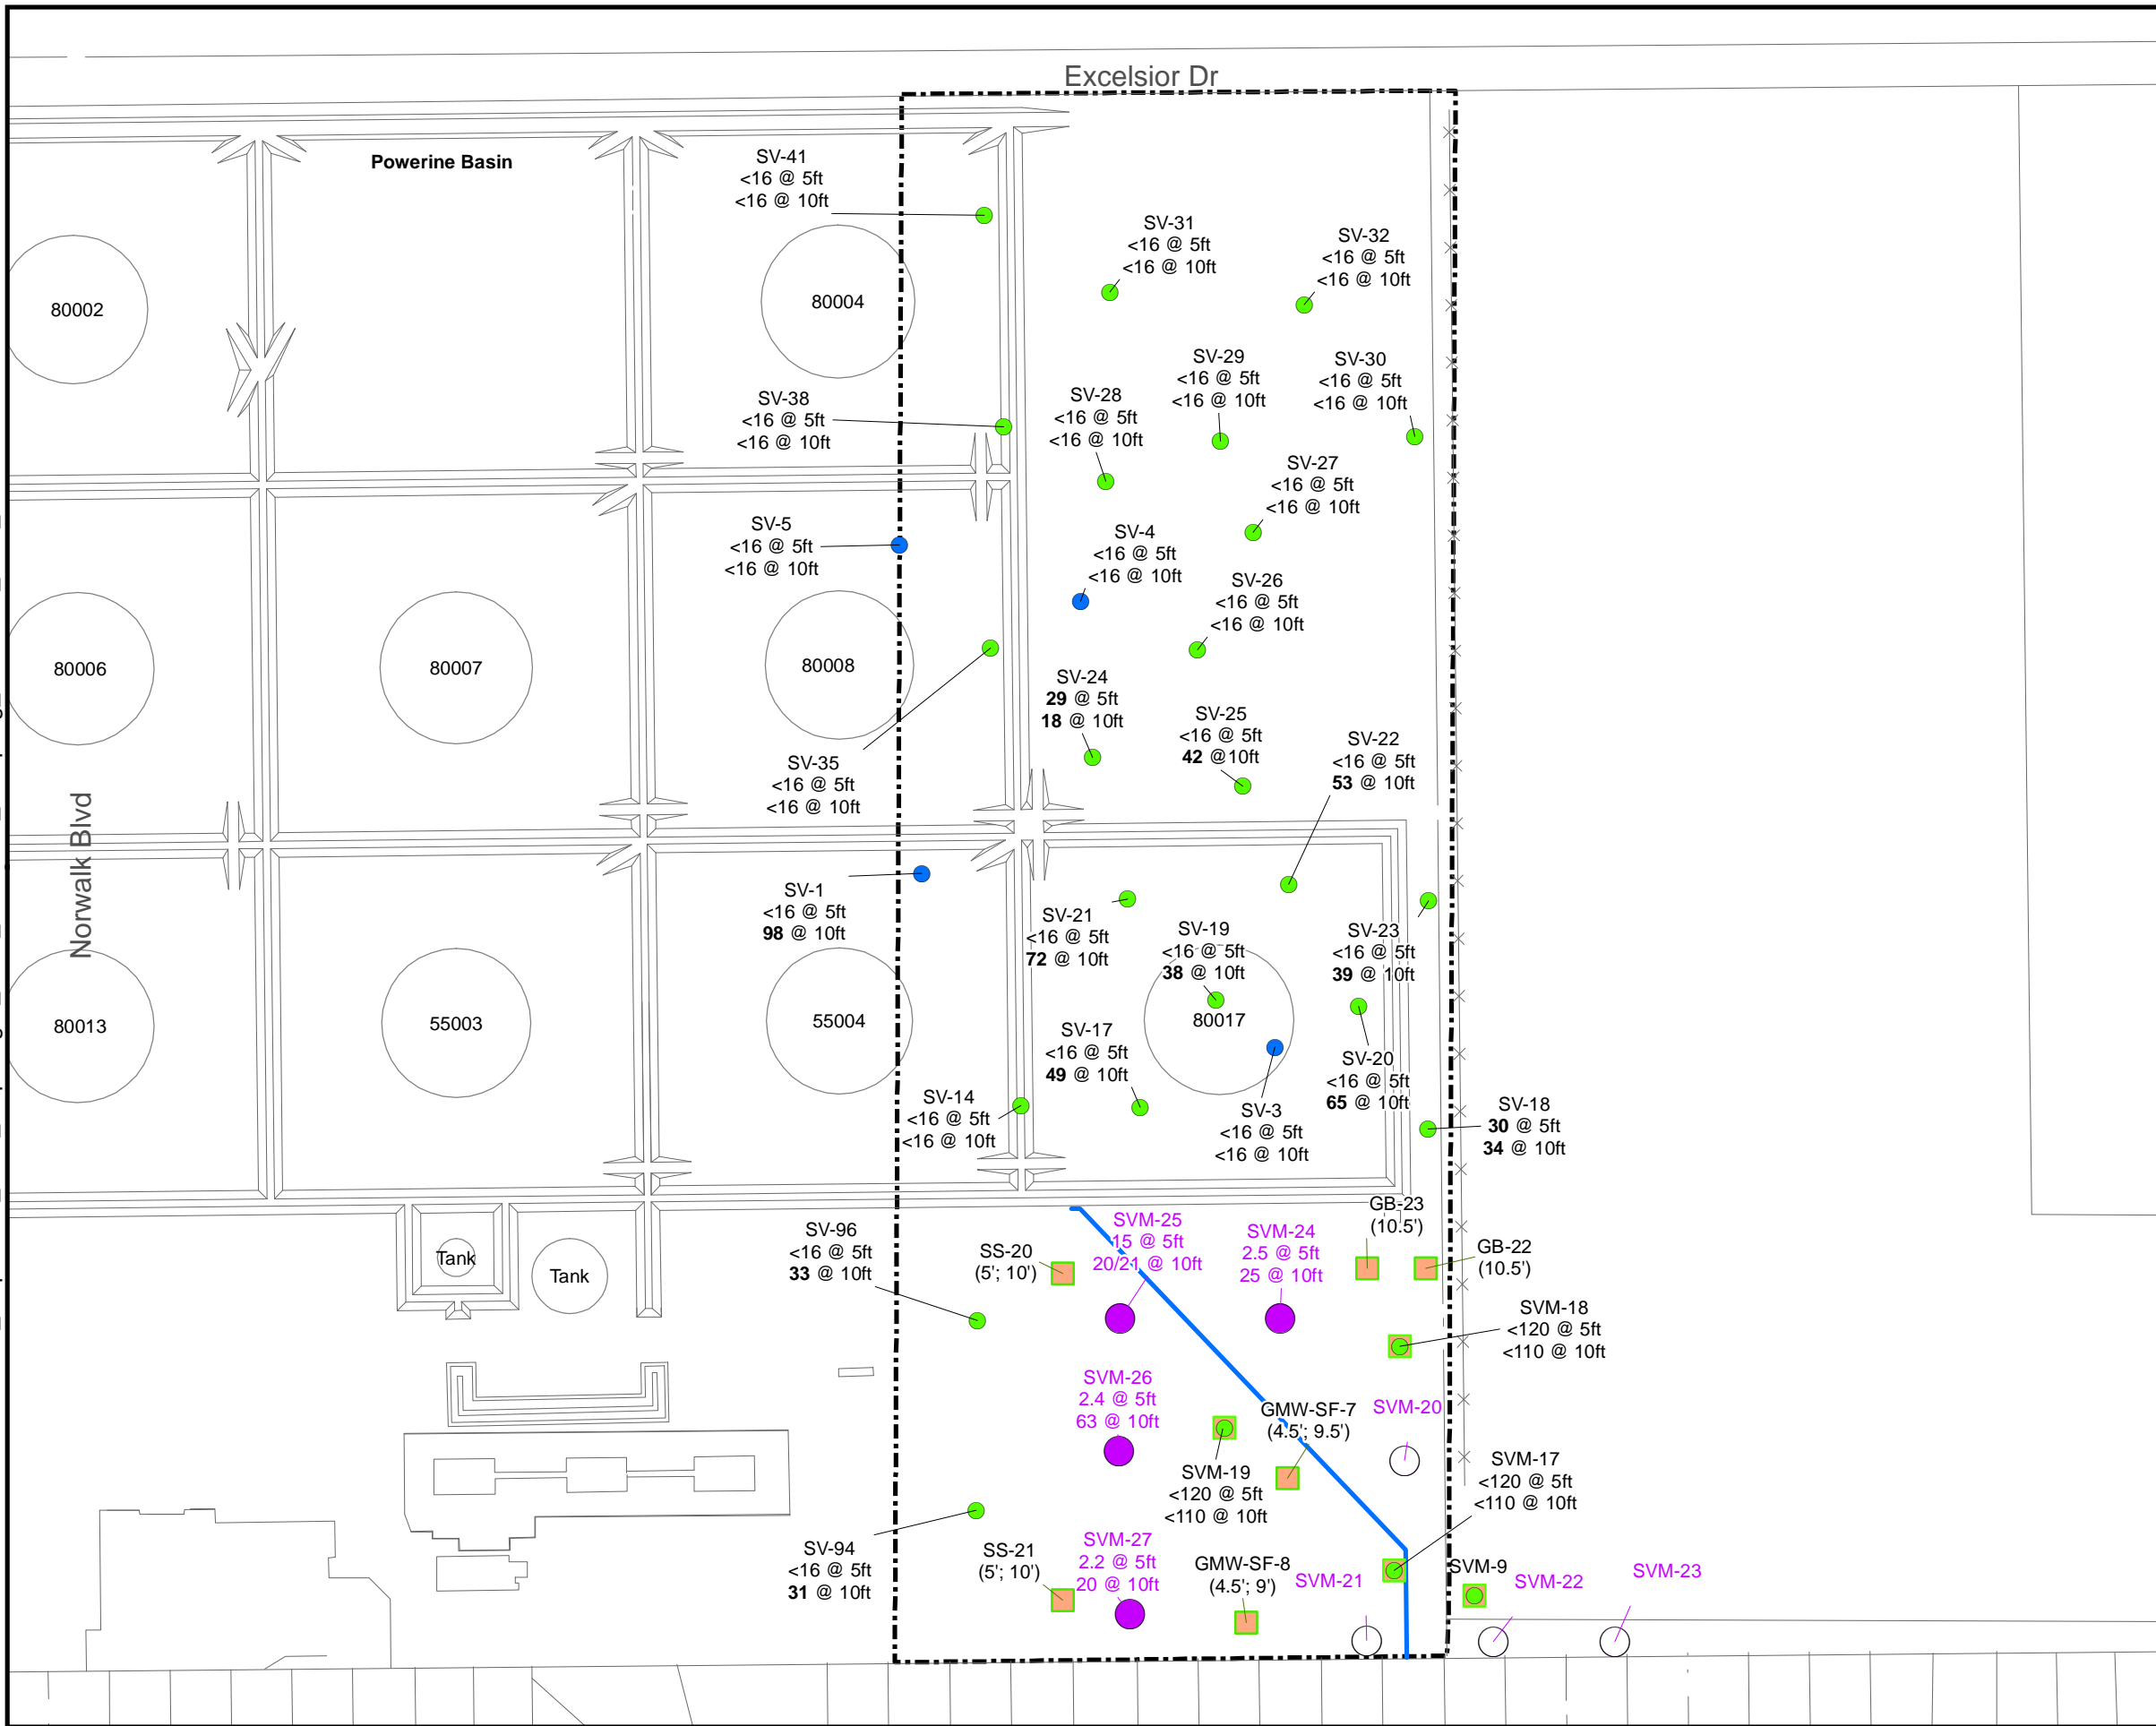 Excelsior Dr
Powerine Basin
SV-41
<16 @ 5ft
<16 @ 10ft
SV-31
<16 @ 5ft
<16 @ 10ft
SV-32
<16 @ 5ft
<16 @ 10ft
80002
80004
SV-29
<16 @ 5ft
<16 @ 10ft
SV-30
<16 @ 5ft
<16 @ 10ft
SV-38
<16 @ 5ft
<16 @ 10ft
SV-28
<16 @ 5ft
<16 @ 10ft
SV-27
<16 @ 5ft
<16 @ 10ft
SV-5
<16 @ 5ft
<16 @ 10ft
SV-4
<16 @ 5ft
<16 @ 10ft
SV-26
<16 @ 5ft
<16 @ 10ft
80006
80007
80008
SV-24
29 @ 5ft
18 @ 10ft
SV-25
<16 @ 5ft
42 @10ft
SV-22
<16 @ 5ft
53 @ 10ft
SV-35
<16 @ 5ft
<16 @ 10ft
Norwalk Blvd
SV-1
<16 @ 5ft
98 @ 10ft
SV-21
<16 @ 5ft
72 @ 10ft
SV-19
<16 @ 5ft
38 @ 10ft
SV-23
<16 @ 5ft
39 @ 10ft
80013
55003
55004
80017
SV-17
<16 @ 5ft
49 @ 10ft
SV-20
<16 @ 5ft
65 @ 10ft
SV-14
<16 @ 5ft
<16 @ 10ft
SV-3
<16 @ 5ft
<16 @ 10ft
SV-18
30 @ 5ft
34 @ 10ft
GB-23
(10.5')
SV-96
<16 @ 5ft
33 @ 10ft
SS-20
(5'; 10')
SVM-25
15 @ 5ft
20/21 @ 10ft
SVM-24
2.5 @ 5ft
25 @ 10ft
GB-22
(10.5')
Tank
Tank
SVM-18
<120 @ 5ft
<110 @ 10ft
SVM-26
2.4 @ 5ft
63 @ 10ft
GMW-SF-7
(4.5'; 9.5')
SVM-20
SVM-19
<120 @ 5ft
<110 @ 10ft
SVM-17
<120 @ 5ft
<110 @ 10ft
SV-94
<16 @ 5ft
31 @ 10ft
SS-21
(5'; 10')
SVM-27
2.2 @ 5ft
20 @ 10ft
GMW-SF-8
(4.5'; 9')
SVM-21
SVM-9
SVM-22
SVM-23